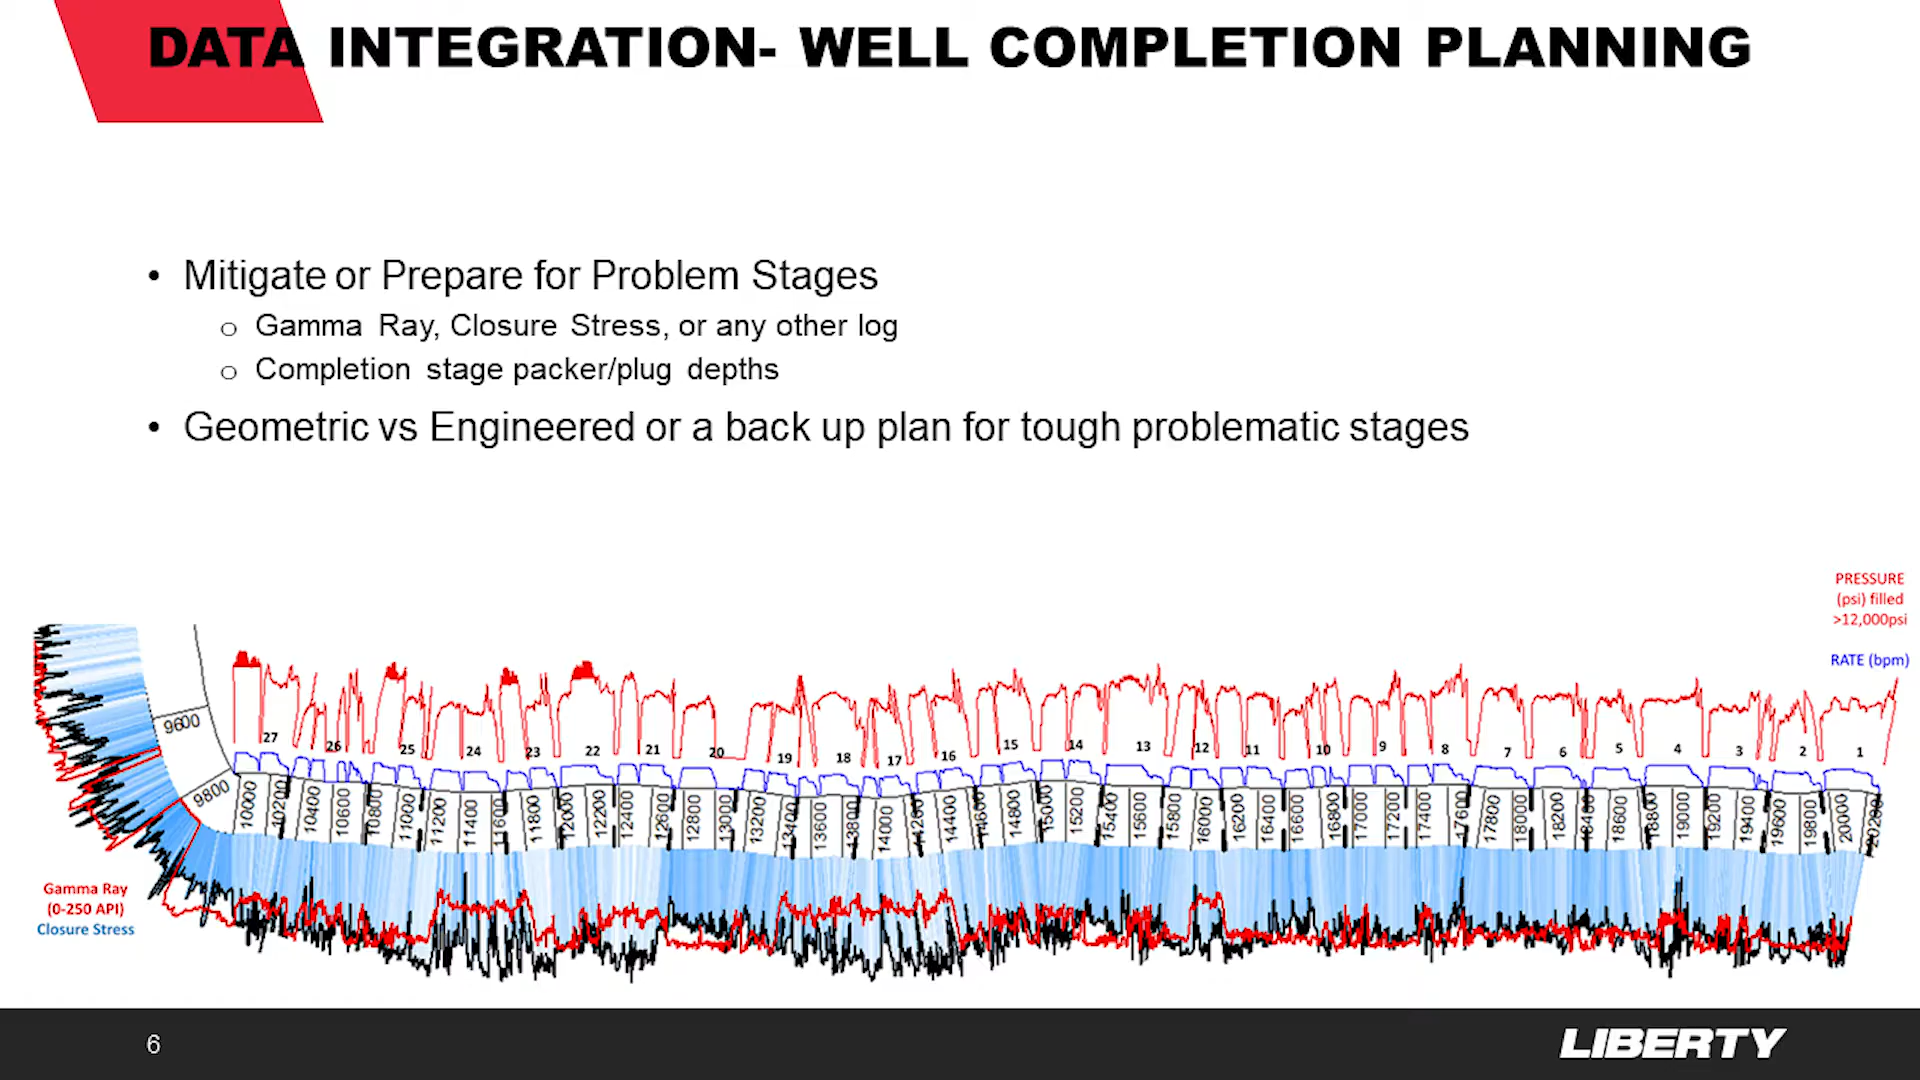 DATA INTEGRATION- WELL COMPLETION PLANNING
• Mitigate or Prepare for Problem Stages
o Gamma Ray, Closure Stress, or any other log
o Completion stage packer/plug depths
• Geometric vs Engineered or a back up plan for tough problematic stages
PRESSURE
(psi) filled
>12,000psi
RATE (bpm)
9600
9800
27 26 25 24 23 22 21 20 19 18 17 16 15 14 13 12 11 10 9 8 7 6 5 4 3 2 1
10000 10200 10400 10600 10800 11000 11200 11400 11600 11800 12000 12200 12400 12600 12800 13000 13200 13400 13600 13800 14000 14200 14400 14600 14800 15000 15200 15400 15600 15800 16000 16200 16400 16600 16800 17000 17200 17400 17600 17800 18000 18200 18400 18600 18800 19000 19200 19400 19600 19800 20000 20200
Gamma Ray
(0-250 API)
Closure Stress
6
LIBERTY